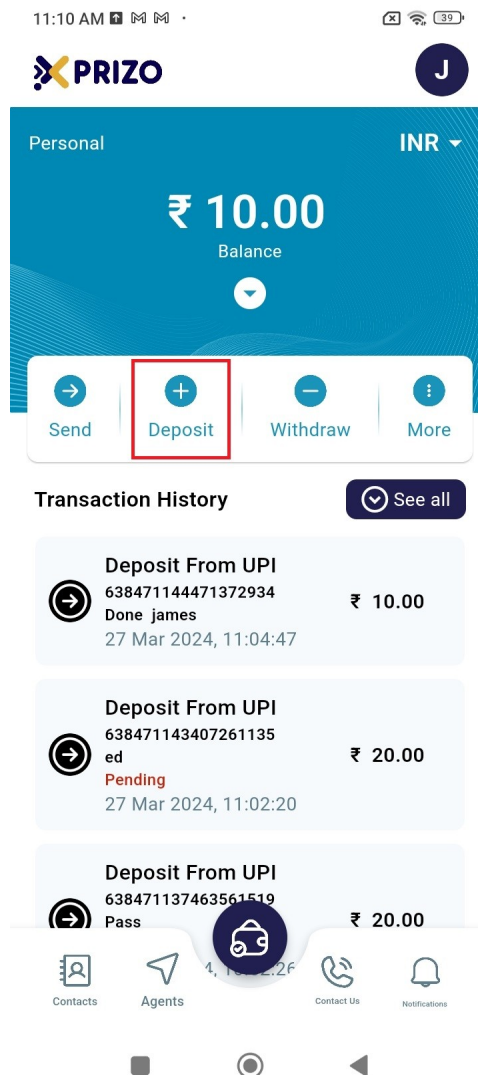 11:10 AM
39
PRIZO
J
Personal
INR
₹ 10.00
Balance
Send
Deposit
Withdraw
More
Transaction History
See all
Deposit From UPI
638471144471372934
Done james
₹ 10.00
27 Mar 2024, 11:04:47
Deposit From UPI
638471143407261135
ed
₹ 20.00
Pending
27 Mar 2024, 11:02:20
Deposit From UPI
638471137463561519
Pass
₹ 20.00
Contacts
Agents
Contact Us
Notifications